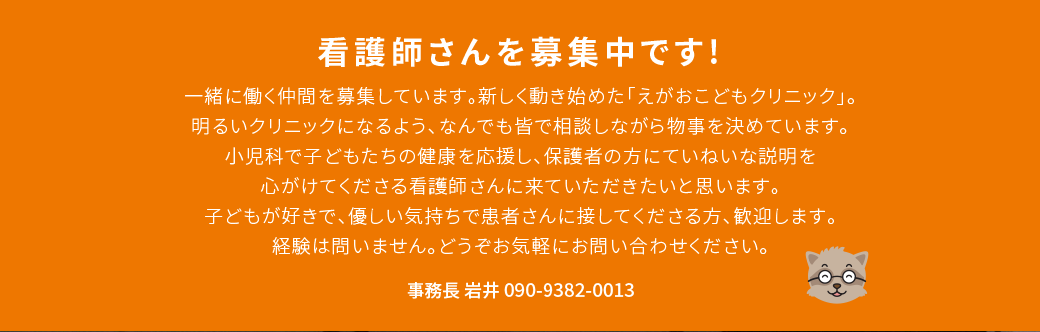 看護師さんを募集中です!
一緒に働く仲間を募集しています。新しく動き始めた「えがおこどもクリニック」。
明るいクリニックになるよう、なんでも皆で相談しながら物事を決めています。
小児科で子どもたちの健康を応援し、保護者の方にていねいな説明を
心がけてくださる看護師さんに来ていただきたいと思います。
子どもが好きで、優しい気持ちで患者さんに接してくださる方、歓迎します。
経験は問いません。どうぞお気軽にお問い合わせください。
事務長 岩井 090-9382-0013